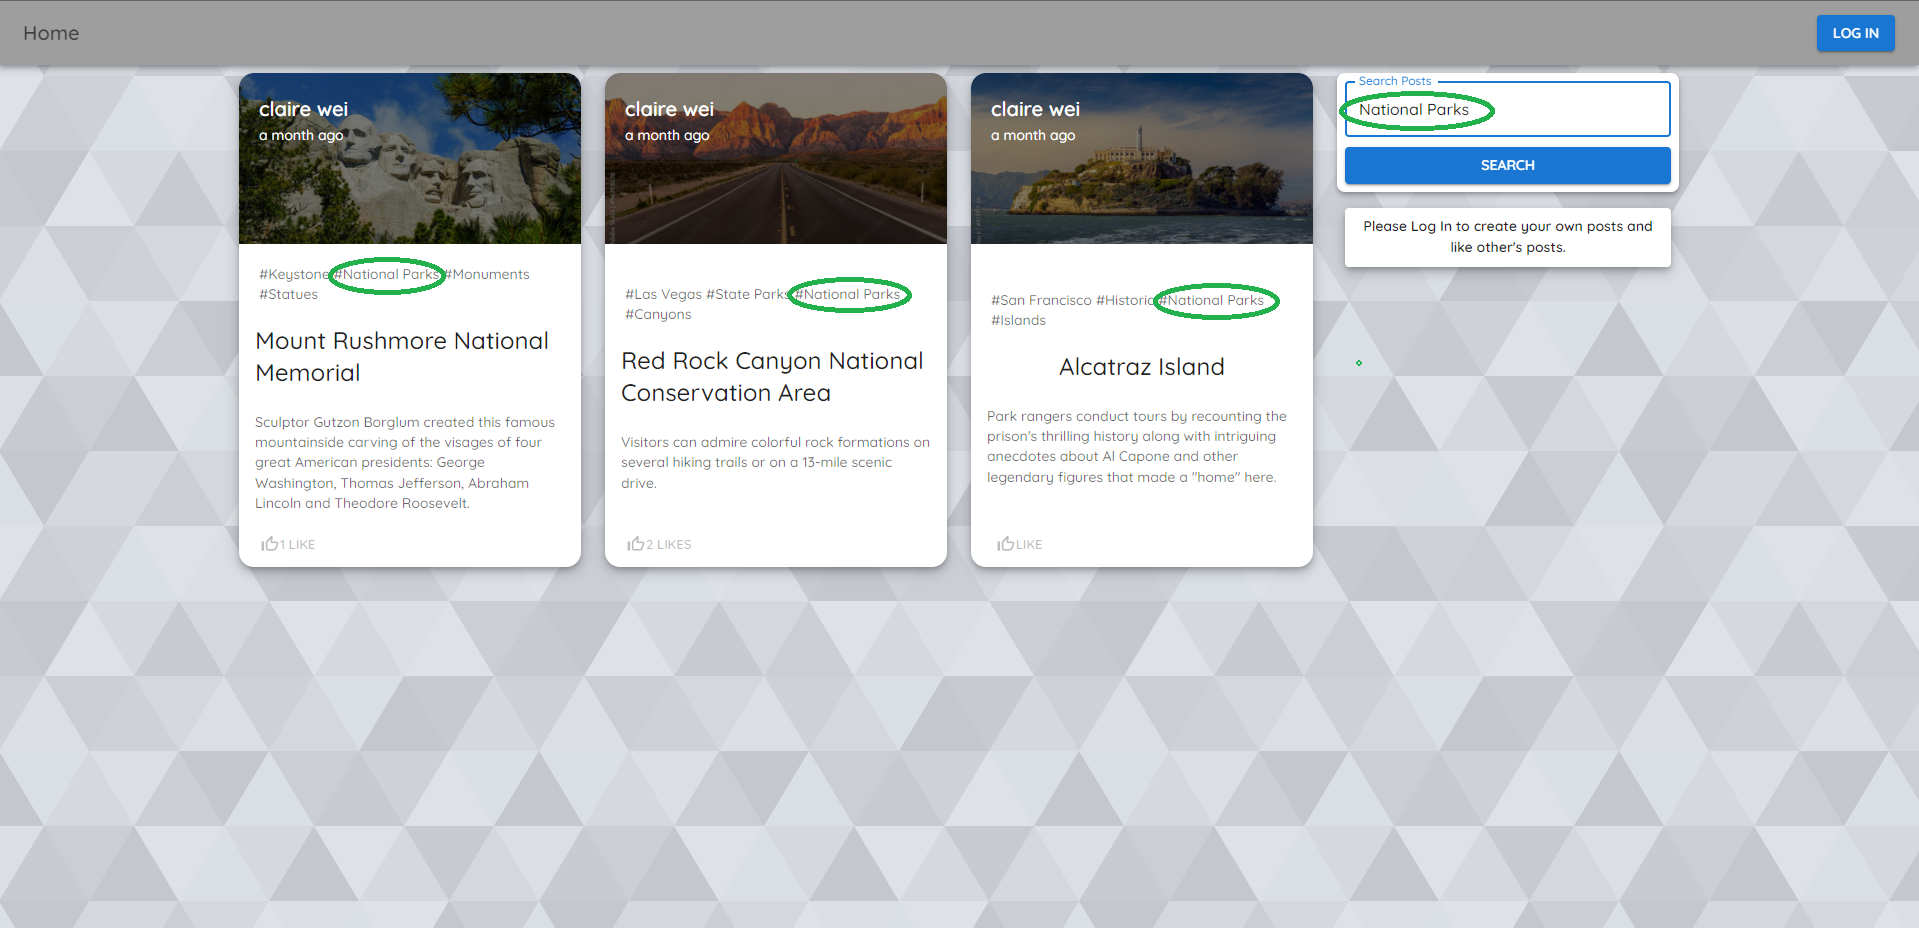 Home
LOG IN
claire wei
a month ago
#Keystone #National Parks #Monuments
#Statues
Mount Rushmore National
Memorial
Sculptor Gutzon Borglum created this famous
mountainside carving of the visages of four
great American presidents: George
Washington, Thomas Jefferson, Abraham
Lincoln and Theodore Roosevelt.
1 LIKE
claire wei
a month ago
#Las Vegas #State Parks #National Parks
#Canyons
Red Rock Canyon National
Conservation Area
Visitors can admire colorful rock formations on
several hiking trails or on a 13-mile scenic
drive.
2 LIKES
claire wei
a month ago
#San Francisco #Historic #National Parks
#Islands
Alcatraz Island
Park rangers conduct tours by recounting the
prison's thrilling history along with intriguing
anecdotes about Al Capone and other
legendary figures that made a "home" here.
LIKE
Search Posts
National Parks
SEARCH
Please Log In to create your own posts and
like other's posts.